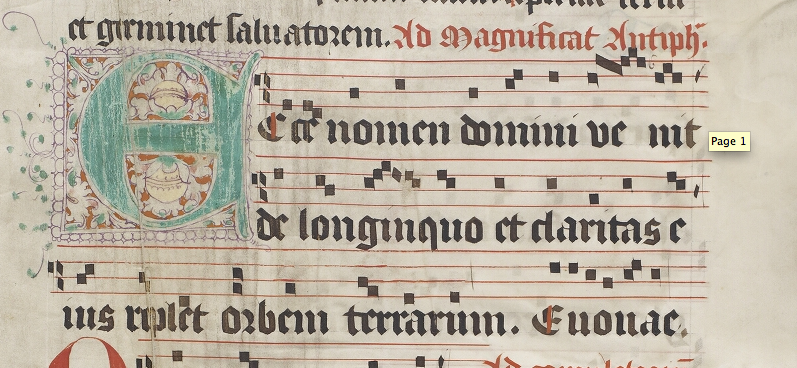 et germinet saluatorem. Ad Magnificat Antiph.
Ecce nomen domini ve nit
Page 1
de longinquo et claritas e
ius replet orbem terrarum. Euouae.